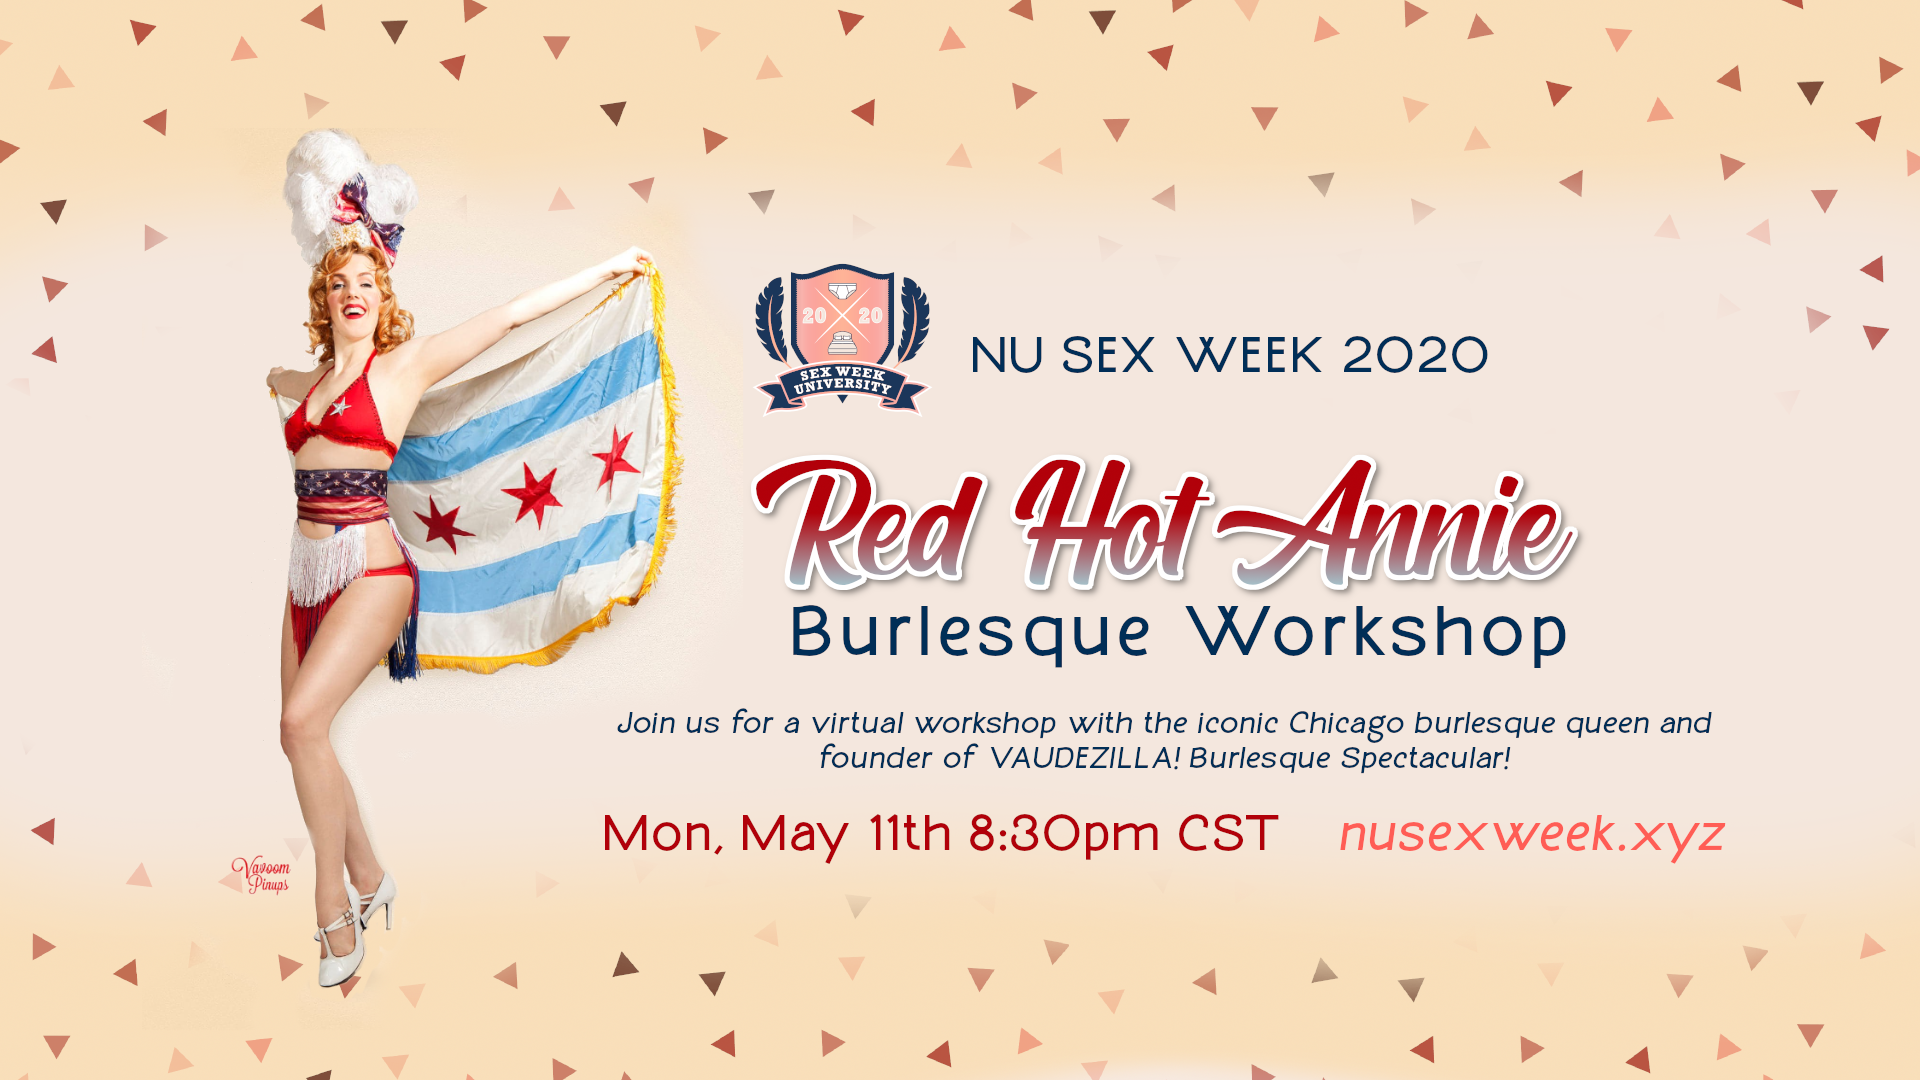 20 20
SEX WEEK
UNIVERSITY
NU SEX WEEK 2020
Red Hot Annie
Burlesque Workshop
Join us for a virtual workshop with the iconic Chicago burlesque queen and
founder of VAUDEZILLA! Burlesque Spectacular!
Mon, May 11th 8:30pm CST nusexweek.xyz
Vavoom
Pinups